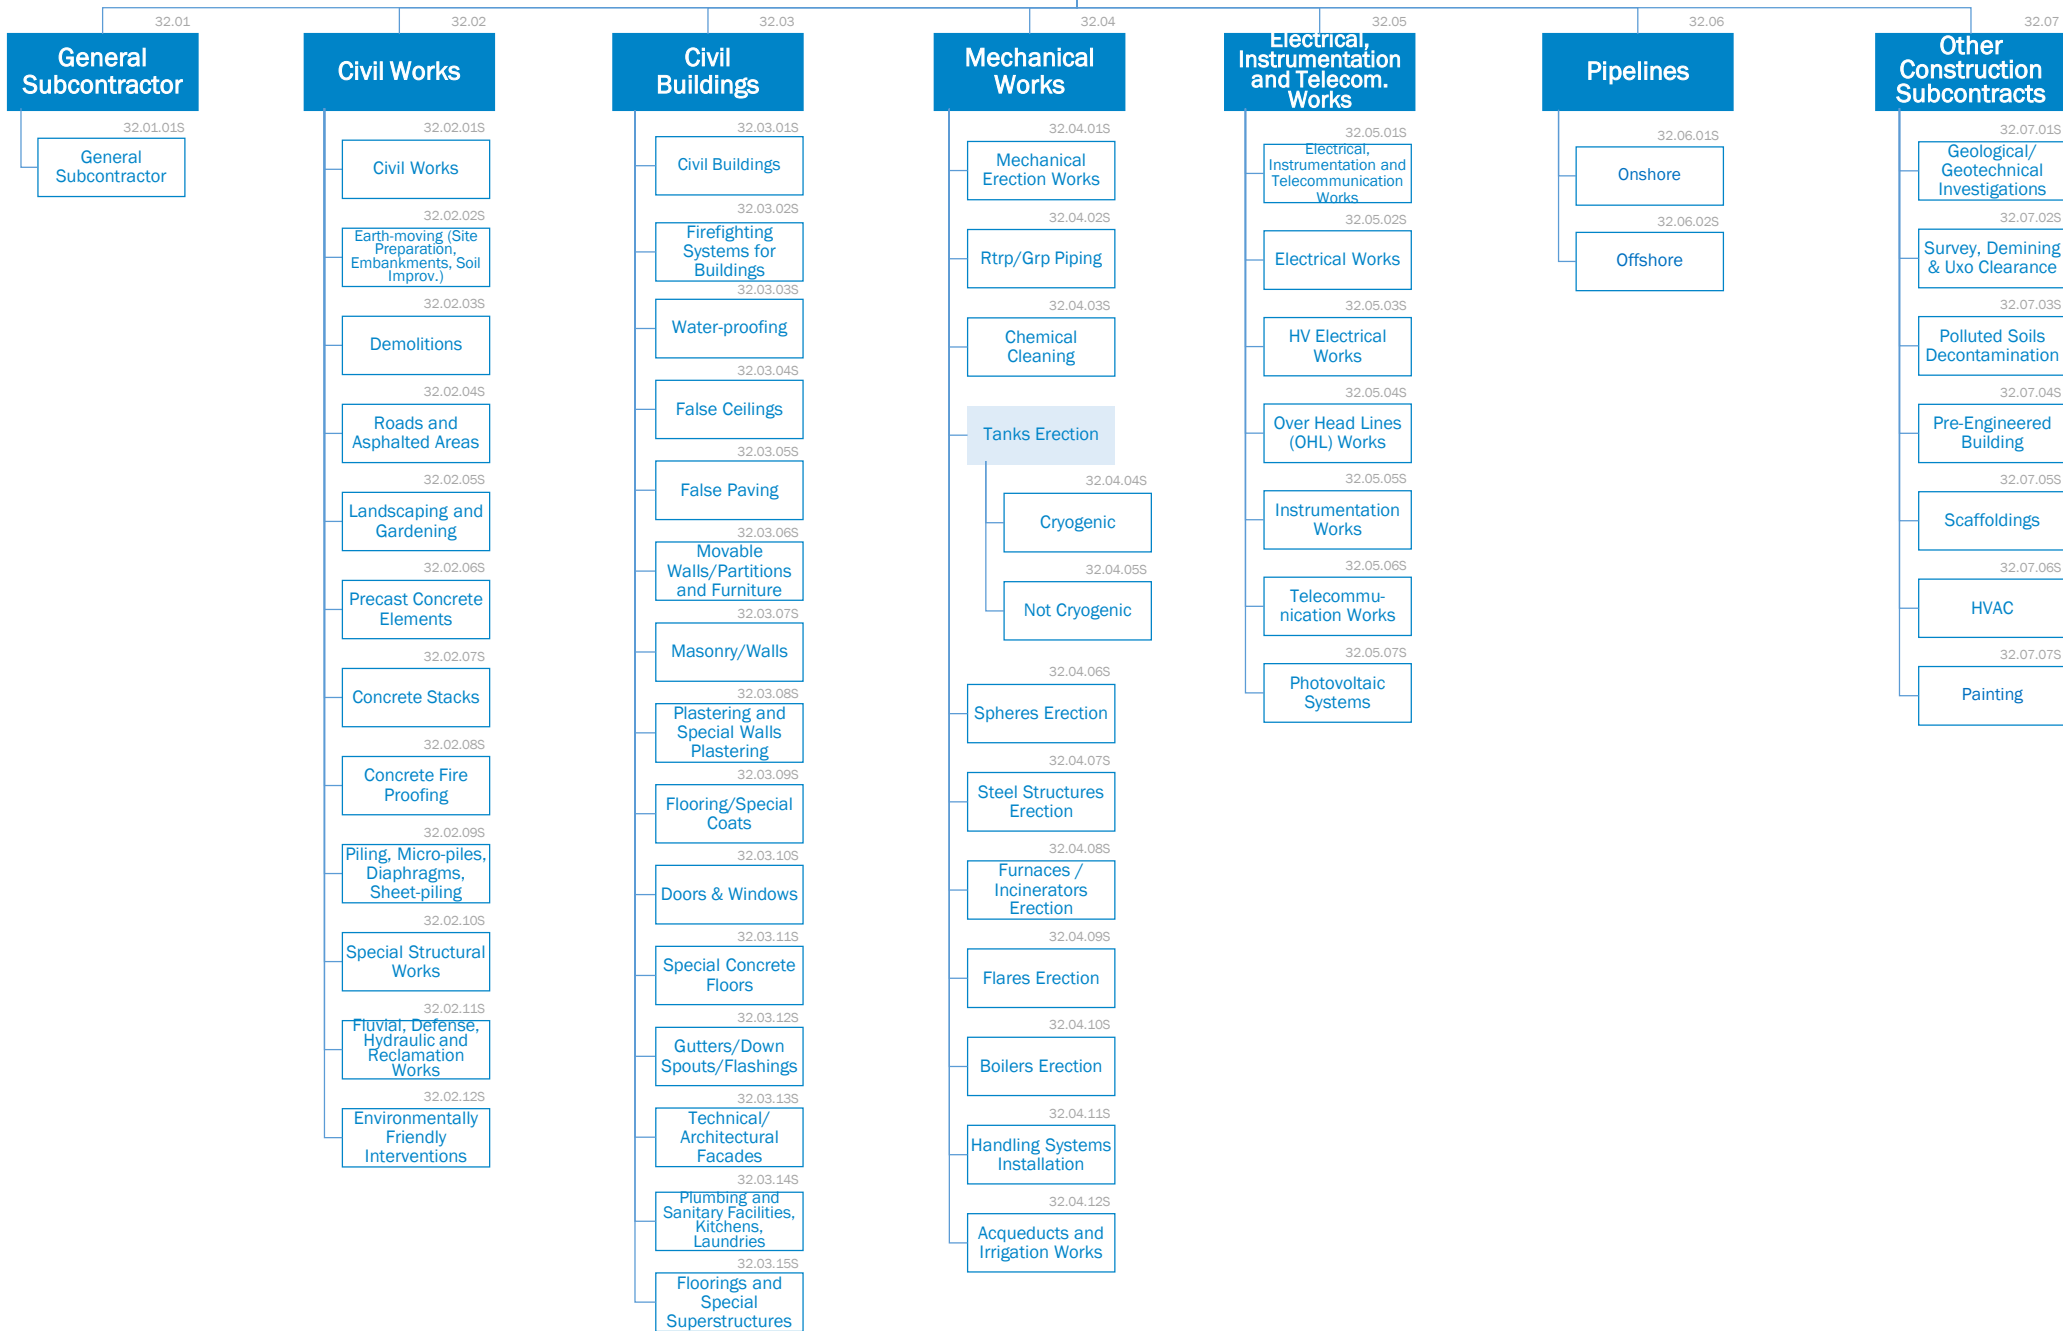 32.01
General
Subcontractor
32.01.01S
General
Subcontractor
32.02
Civil Works
32.02.01S
Civil Works
32.02.02S
Earth-moving (Site
Preparation,
Embankments, Soil
Improv.)
32.02.03S
Demolitions
32.02.04S
Roads and
Asphalted Areas
32.02.05S
Landscaping and
Gardening
32.02.06S
Precast Concrete
Elements
32.02.07S
Concrete Stacks
32.02.08S
Concrete Fire
Proofing
32.02.09S
Piling, Micro-piles,
Diaphragms,
Sheet-piling
32.02.10S
Special Structural
Works
32.02.11S
Fluvial, Defense,
Hydraulic and
Reclamation
Works
32.02.12S
Environmentally
Friendly
Interventions
32.03
Civil
Buildings
32.03.01S
Civil Buildings
32.03.02S
Firefighting
Systems for
Buildings
32.03.03S
Water-proofing
32.03.04S
False Ceilings
32.03.05S
False Paving
32.03.06S
Movable
Walls/Partitions
and Furniture
32.03.07S
Masonry/Walls
32.03.08S
Plastering and
Special Walls
Plastering
32.03.09S
Flooring/Special
Coats
32.03.10S
Doors & Windows
32.03.11S
Special Concrete
Floors
32.03.12S
Gutters/Down
Spouts/Flashings
32.03.13S
Technical/
Architectural
Facades
32.03.14S
Plumbing and
Sanitary Facilities,
Kitchens,
Laundries
32.03.15S
Floorings and
Special
Superstructures
32.04
Mechanical
Works
32.04.01S
Mechanical
Erection Works
32.04.02S
Rtrp/Grp Piping
32.04.03S
Chemical
Cleaning
Tanks Erection
32.04.04S
Cryogenic
32.04.05S
Not Cryogenic
32.04.06S
Spheres Erection
32.04.07S
Steel Structures
Erection
32.04.08S
Furnaces /
Incinerators
Erection
32.04.09S
Flares Erection
32.04.10S
Boilers Erection
32.04.11S
Handling Systems
Installation
32.04.12S
Acqueducts and
Irrigation Works
32.05
Electrical,
Instrumentation
and Telecom.
Works
32.05.01S
Electrical,
Instrumentation and
Telecommunication
Works
32.05.02S
Electrical Works
32.05.03S
HV Electrical
Works
32.05.04S
Over Head Lines
(OHL) Works
32.05.05S
Instrumentation
Works
32.05.06S
Telecommu-
nication Works
32.05.07S
Photovoltaic
Systems
32.06
Pipelines
32.06.01S
Onshore
32.06.02S
Offshore
32.07
Other
Construction
Subcontracts
32.07.01S
Geological/
Geotechnical
Investigations
32.07.02S
Survey, Demining
& Uxo Clearance
32.07.03S
Polluted Soils
Decontamination
32.07.04S
Pre-Engineered
Building
32.07.05S
Scaffoldings
32.07.06S
HVAC
32.07.07S
Painting